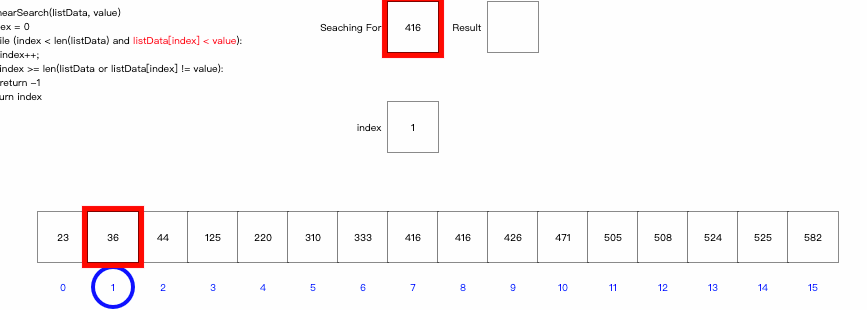 nearSearch(listData, value)
ex = 0
ile (index < len(listData) and listData[index] < value):
index++;
index >= len(listData or listData[index] != value):
return -1
urn index
Seaching For 416 Result
index 1
23 36 44 125 220 310 333 416 416 426 471 505 508 524 525 582
0 1 2 3 4 5 6 7 8 9 10 11 12 13 14 15